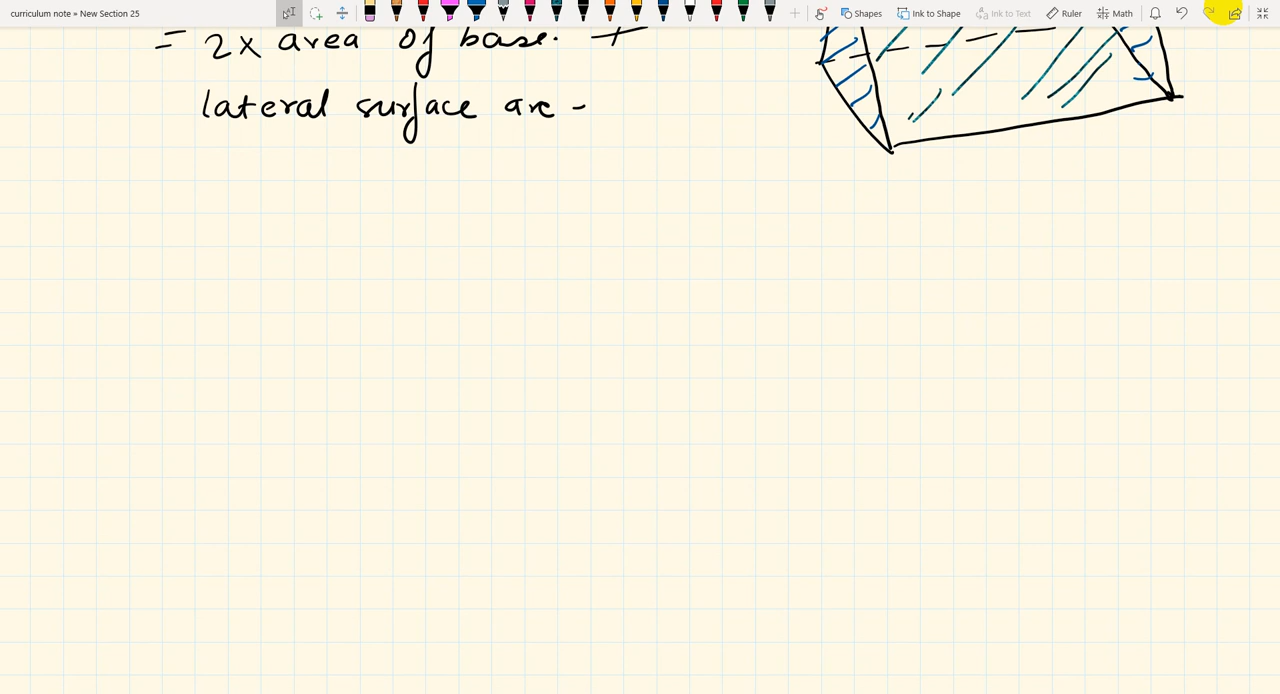 curriculum note » New Section 25
Shapes Ink to Shape Ink to Text Ruler Math
= 2x area of base. +
lateral surface are -